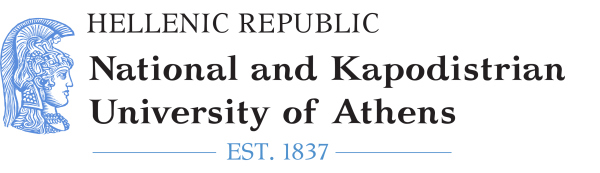 HELLENIC REPUBLIC
National and Kapodistrian
University of Athens
EST. 1837